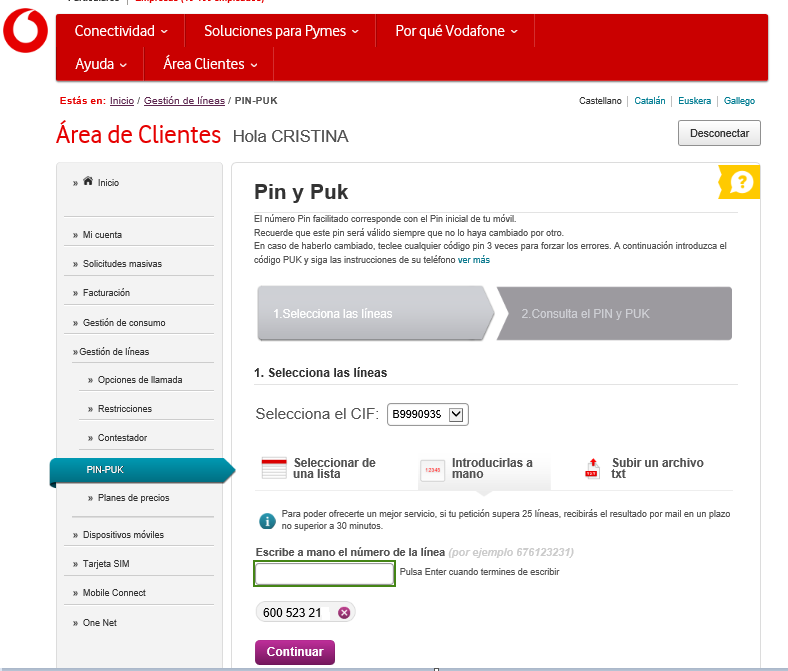 Particulares | Empresas (10-100 empleados)
Conectividad
Soluciones para Pymes
Por qué Vodafone
Ayuda
Área Clientes
Estás en: Inicio / Gestión de líneas / PIN-PUK
Castellano | Catalán | Euskera | Gallego
Área de Clientes Hola CRISTINA
Desconectar
» Inicio
» Mi cuenta
» Solicitudes masivas
» Facturación
» Gestión de consumo
» Gestión de líneas
» Opciones de llamada
» Restricciones
» Contestador
PIN-PUK
» Planes de precios
» Dispositivos móviles
» Tarjeta SIM
» Mobile Connect
» One Net
Pin y Puk
?
El número Pin facilitado corresponde con el Pin inicial de tu móvil.
Recuerde que este pin será válido siempre que no lo haya cambiado por otro.
En caso de haberlo cambiado, teclee cualquier código pin 3 veces para forzar los errores. A continuación introduzca el
código PUK y siga las instrucciones de su teléfono ver más
1.Selecciona las líneas
2.Consulta el PIN y PUK
1. Selecciona las líneas
Selecciona el CIF: B9990939
Seleccionar de
una lista
12345
Introducirlas a
mano
TXT
Subir un archivo
txt
i
Para poder ofrecerte un mejor servicio, si tu petición supera 25 líneas, recibirás el resultado por mail en un plazo
no superior a 30 minutos.
Escribe a mano el número de la línea (por ejemplo 676123231)
Pulsa Enter cuando termines de escribir
600 523 21
Continuar